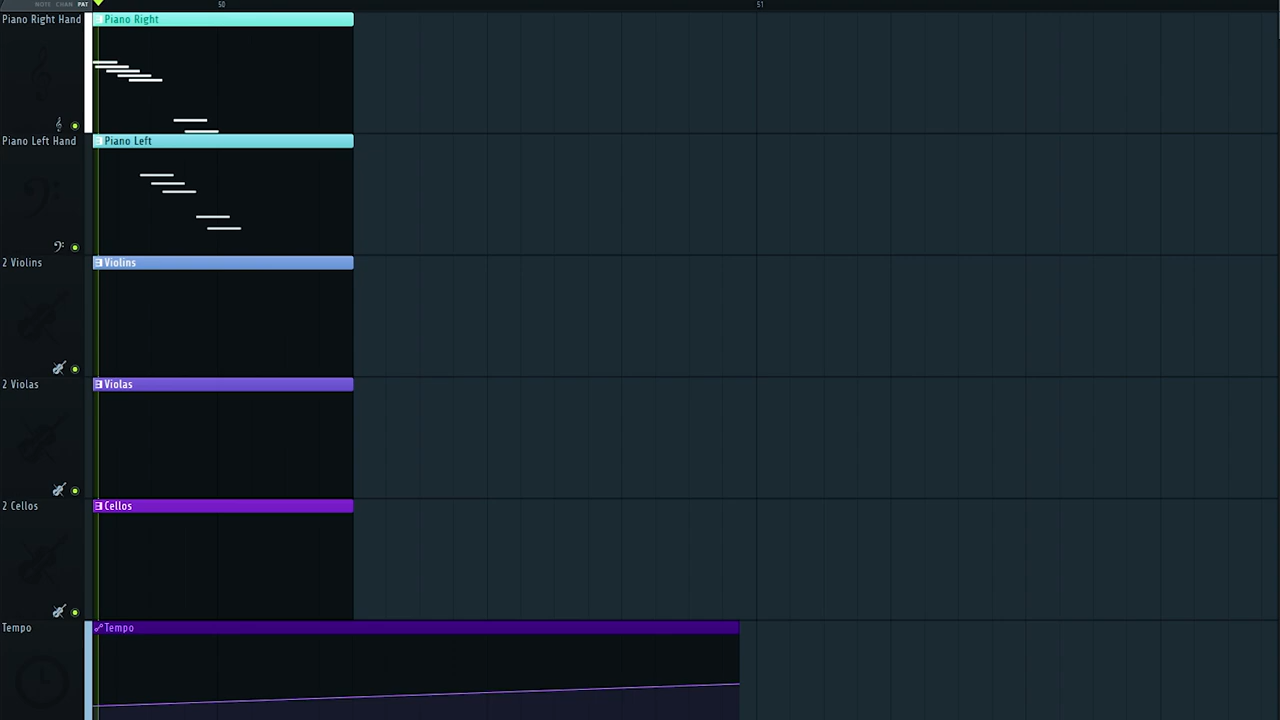 NOTE CHAN PAT
50
51
Piano Right Hand
Piano Right
Piano Left Hand
Piano Left
2 Violins
Violins
2 Violas
Violas
2 Cellos
Cellos
Tempo
Tempo